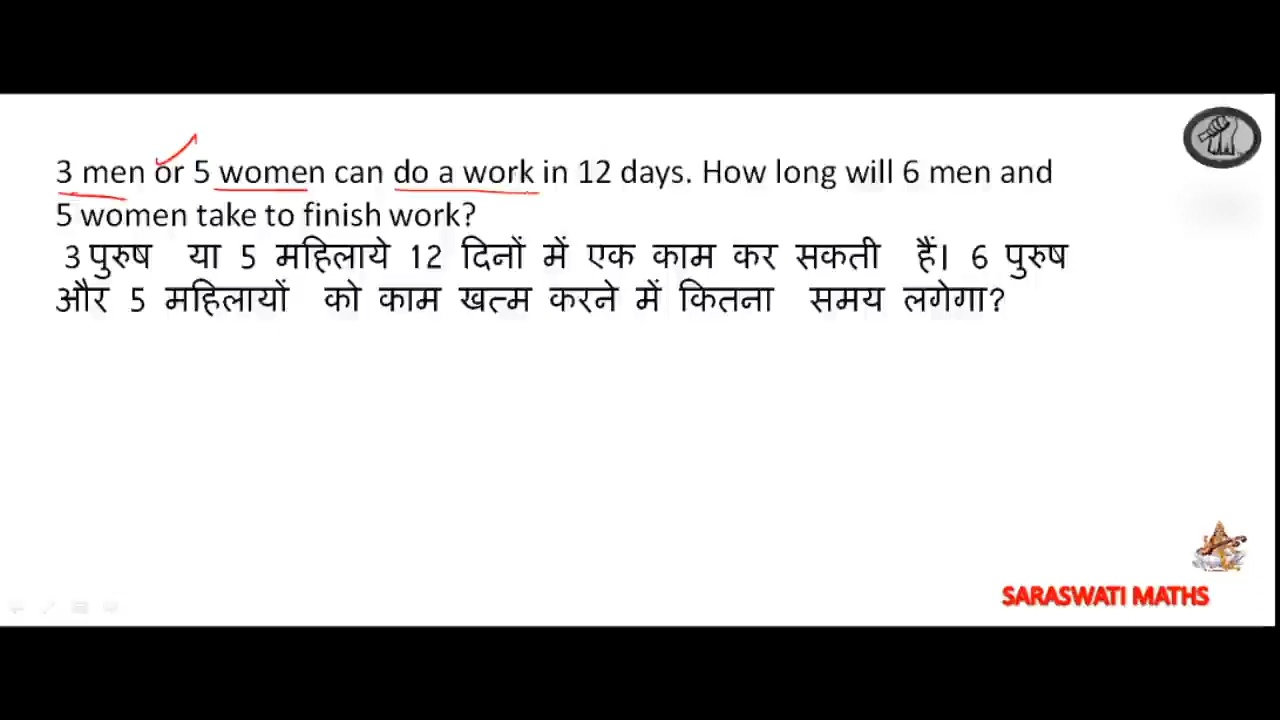 3 men or 5 women can do a work in 12 days. How long will 6 men and
5 women take to finish work?
3 पुरुष या 5 महिलाये 12 दिनों में एक काम कर सकती हैं। 6 पुरुष
और 5 महिलायों को काम खत्म करने में कितना समय लगेगा?
SARASWATI MATHS